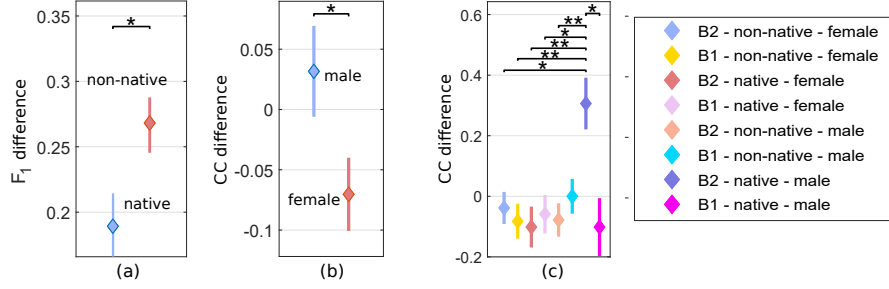 F1 difference
0.35
0.3
0.25
0.2
*
non-native
native
(a)
CC difference
0.05
0
-0.05
-0.1
*
male
female
(b)
CC difference
0.6
0.4
0.2
0
-0.2
*
**
*
**
**
*
(c)
B2 - non-native - female
B1 - non-native - female
B2 - native - female
B1 - native - female
B2 - non-native - male
B1 - non-native - male
B2 - native - male
B1 - native - male